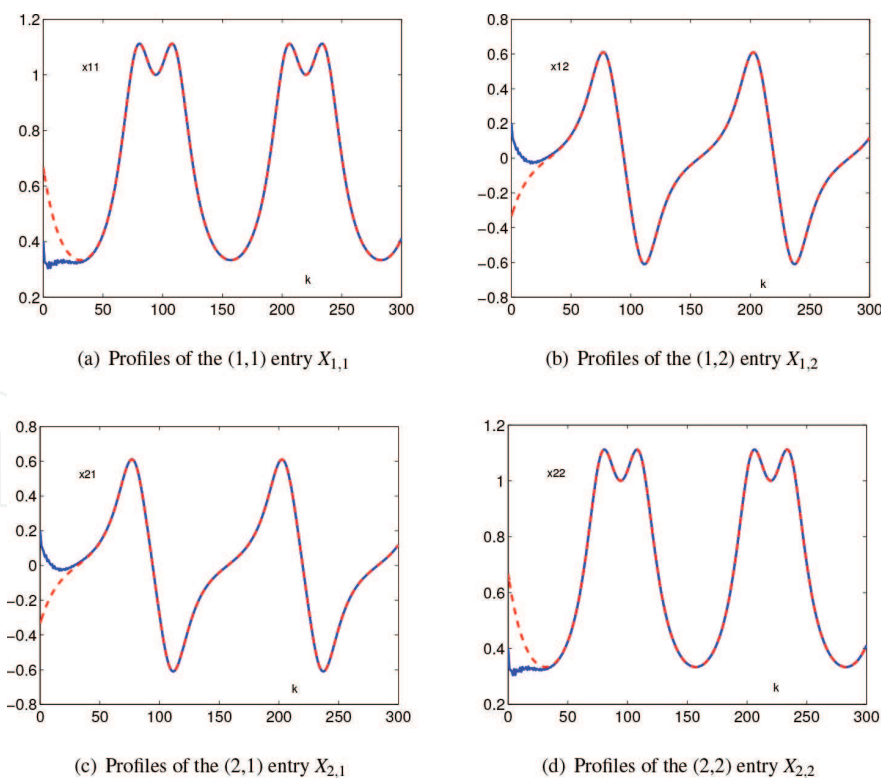 1.2
1
0.8
0.6
0.4
0.2
x11
k
0 50 100 150 200 250 300
(a) Profiles of the (1,1) entry X1,1
0.8
0.6
0.4
0.2
0
−0.2
−0.4
−0.6
−0.8
x12
k
0 50 100 150 200 250 300
(b) Profiles of the (1,2) entry X1,2
0.8
0.6
0.4
0.2
0
−0.2
−0.4
−0.6
−0.8
x21
k
0 50 100 150 200 250 300
(c) Profiles of the (2,1) entry X2,1
1.2
1
0.8
0.6
0.4
0.2
x22
k
0 50 100 150 200 250 300
(d) Profiles of the (2,2) entry X2,2